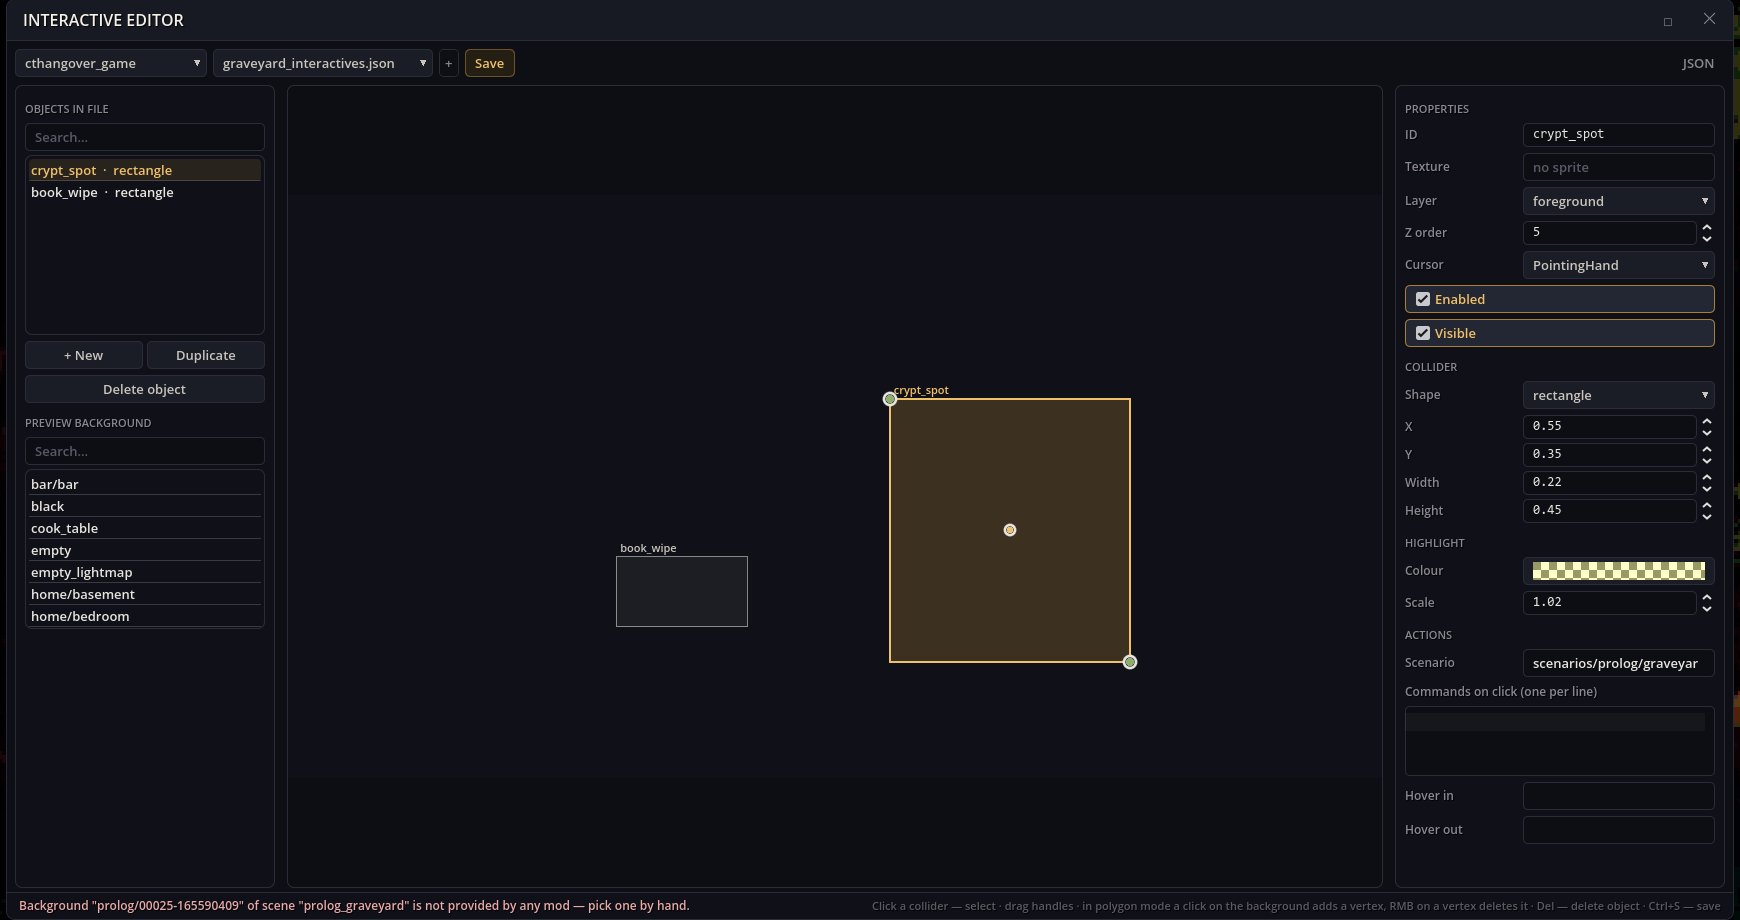 INTERACTIVE EDITOR
cthangover_game
graveyard_interactives.json
+
Save
JSON
OBJECTS IN FILE
Search...
crypt_spot · rectangle
book_wipe · rectangle
+ New
Duplicate
Delete object
PREVIEW BACKGROUND
Search...
bar/bar
black
cook_table
empty
empty_lightmap
home/basement
home/bedroom
crypt_spot
book_wipe
PROPERTIES
ID
crypt_spot
Texture
no sprite
Layer
foreground
Z order
5
Cursor
PointingHand
Enabled
Visible
COLLIDER
Shape
rectangle
X
0.55
Y
0.35
Width
0.22
Height
0.45
HIGHLIGHT
Colour
Scale
1.02
ACTIONS
Scenario
scenarios/prolog/graveyar
Commands on click (one per line)
Hover in
Hover out
Background "prolog/00025-165590409" of scene "prolog_graveyard" is not provided by any mod — pick one by hand.
Click a collider — select · drag handles · in polygon mode a click on the background adds a vertex, RMB on a vertex deletes it · Del — delete object · Ctrl+S — save